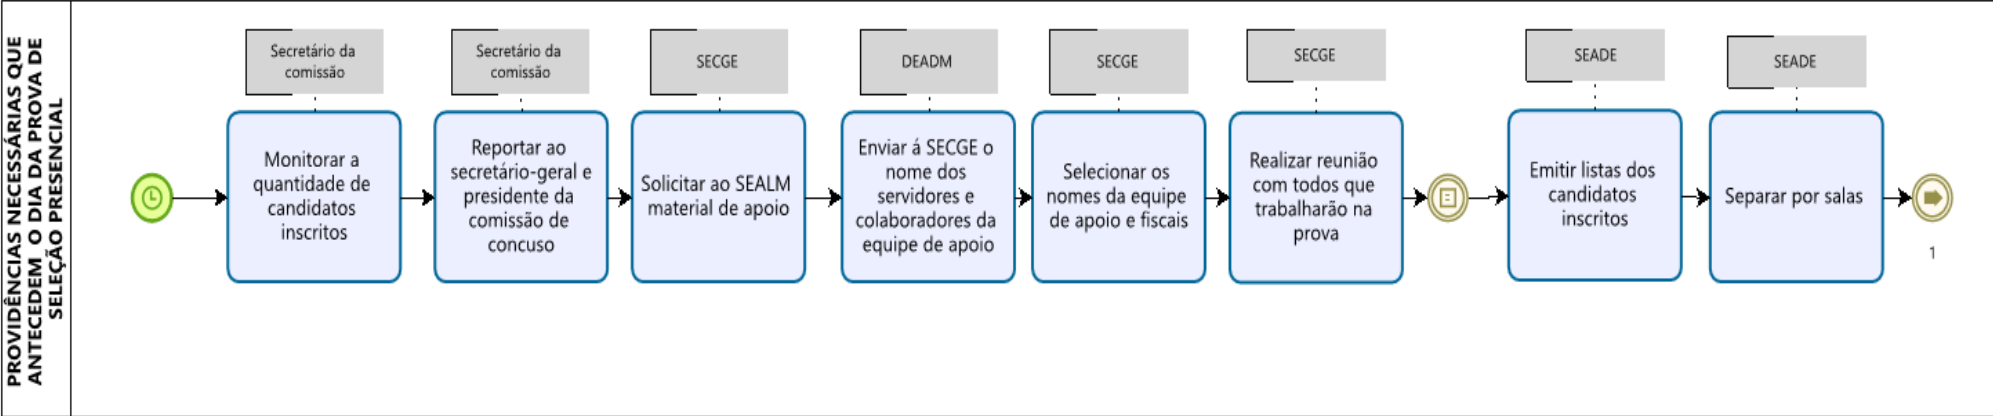 PROVIDÊNCIAS NECESSÁRIAS QUE
ANTECEDEM O DIA DA PROVA DE
SELEÇÃO PRESENCIAL
Secretário da
comissão
Monitorar a
quantidade de
candidatos
inscritos
Secretário da
comissão
Reportar ao
secretário-geral e
presidente da
comissão de
concuso
SECGE
Solicitar ao SEALM
material de apoio
DEADM
Enviar á SECGE o
nome dos
servidores e
colaboradores da
equipe de apoio
SECGE
Selecionar os
nomes da equipe
de apoio e fiscais
SECGE
Realizar reunião
com todos que
trabalharão na
prova
SEADE
Emitir listas dos
candidatos
inscritos
SEADE
Separar por salas
1